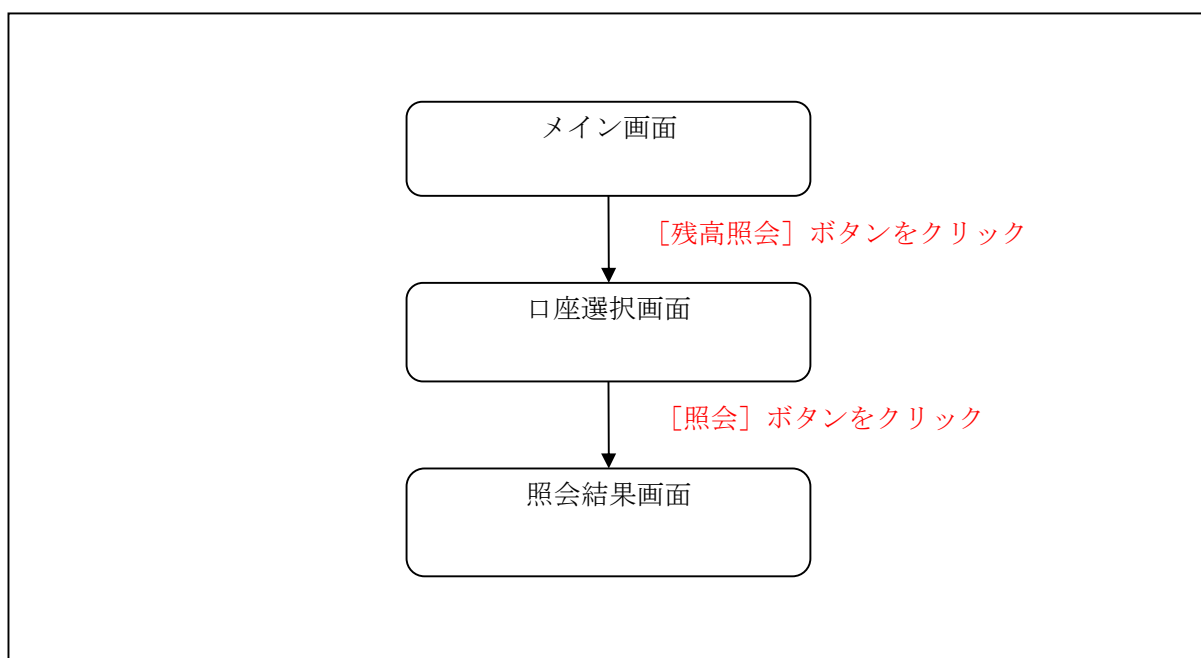 メイン画面
［残高照会］ボタンをクリック
口座選択画面
［照会］ボタンをクリック
照会結果画面